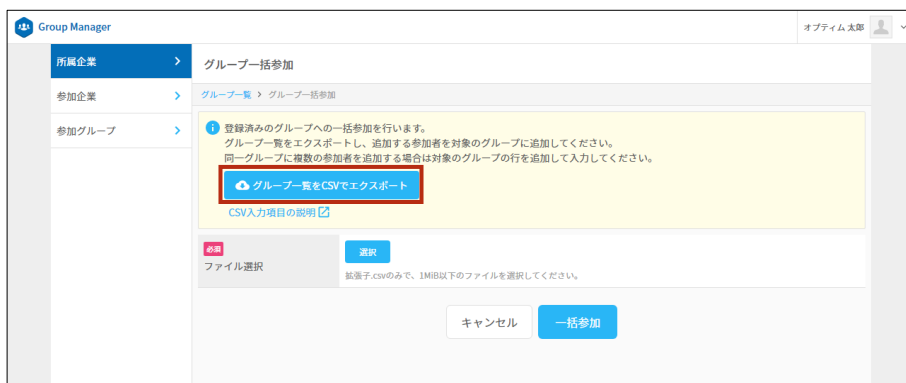 Group Manager
オプティム 太郎
所属企業
参加企業
参加グループ
グループ一括参加
グループ一覧 > グループ一括参加
登録済みのグループへの一括参加を行います。
グループ一覧をエクスポートし、追加する参加者を対象のグループに追加してください。
同一グループに複数の参加者を追加する場合は対象のグループの行を追加して入力してください。
グループ一覧をCSVでエクスポート
CSV入力項目の説明
必須
ファイル選択
選択
拡張子.csvのみで、1MiB以下のファイルを選択してください。
キャンセル
一括参加